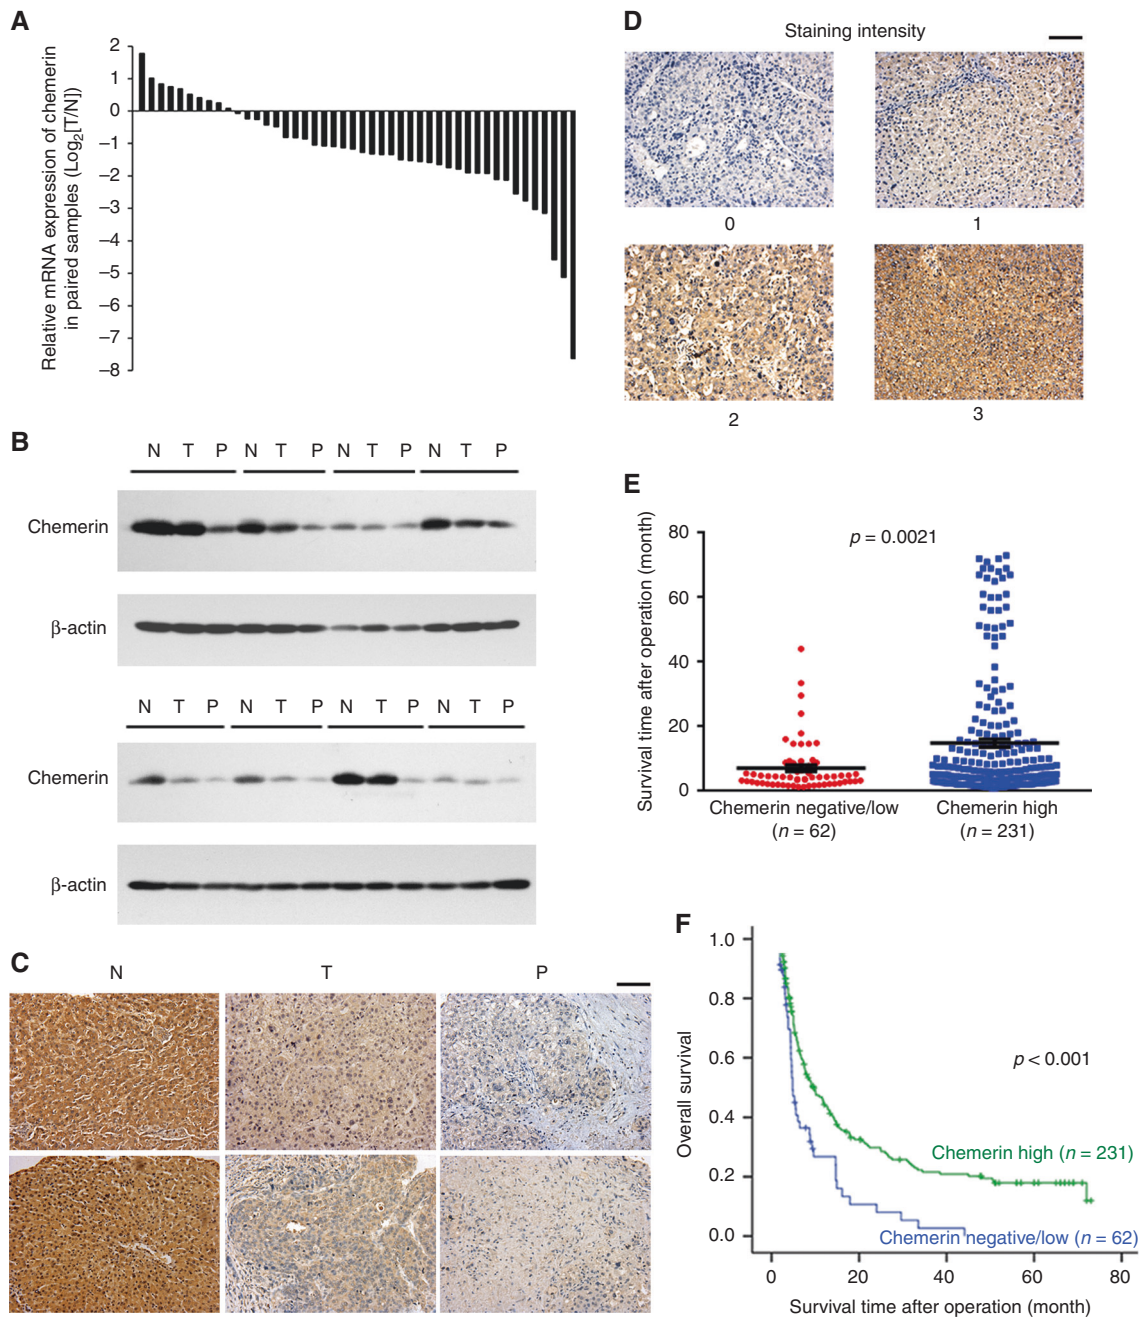 A
Relative mRNA expression of chemerin
in paired samples (Log2[T/N])
2
1
0
–1
–2
–3
–4
–5
–6
–7
–8
B
N T P N T P N T P N T P
Chemerin
β-actin
N T P N T P N T P N T P
Chemerin
β-actin
C
N T P
D
Staining intensity
0
1
2
3
E
Survival time after operation (month)
80
60
40
20
0
p = 0.0021
Chemerin negative/low
(n = 62)
Chemerin high
(n = 231)
F
Overall survival
1.0
0.8
0.6
0.4
0.2
0.0
p < 0.001
Chemerin high (n = 231)
Chemerin negative/low (n = 62)
0 20 40 60 80
Survival time after operation (month)